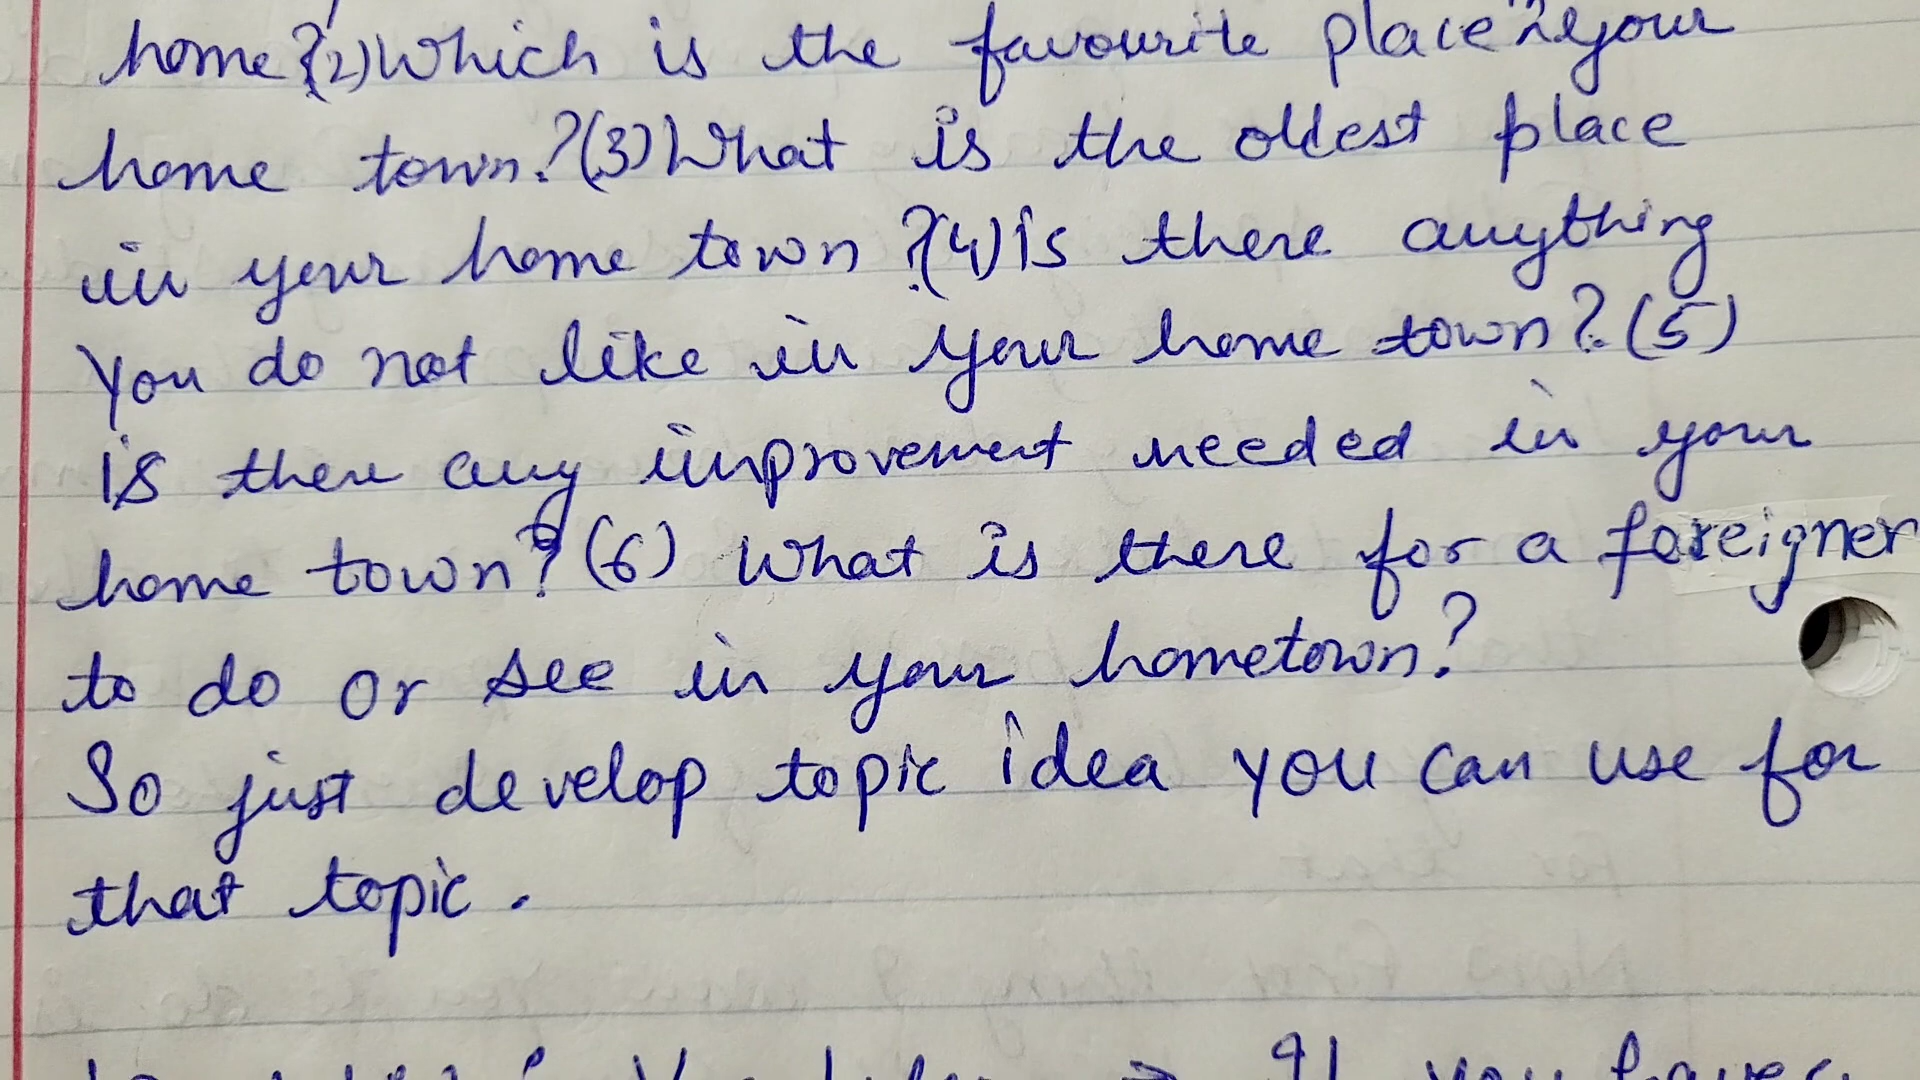 home?(2) Which is the favourite place in your
home town?(3) What is the oldest place
in your home town?(4) is there anything
You do not like in your home town?(5)
is there any improvement needed in your
home town?(6) What is there for a foreigner
to do or see in your hometown?
So just develop topic idea you can use for
that topic.
If you have